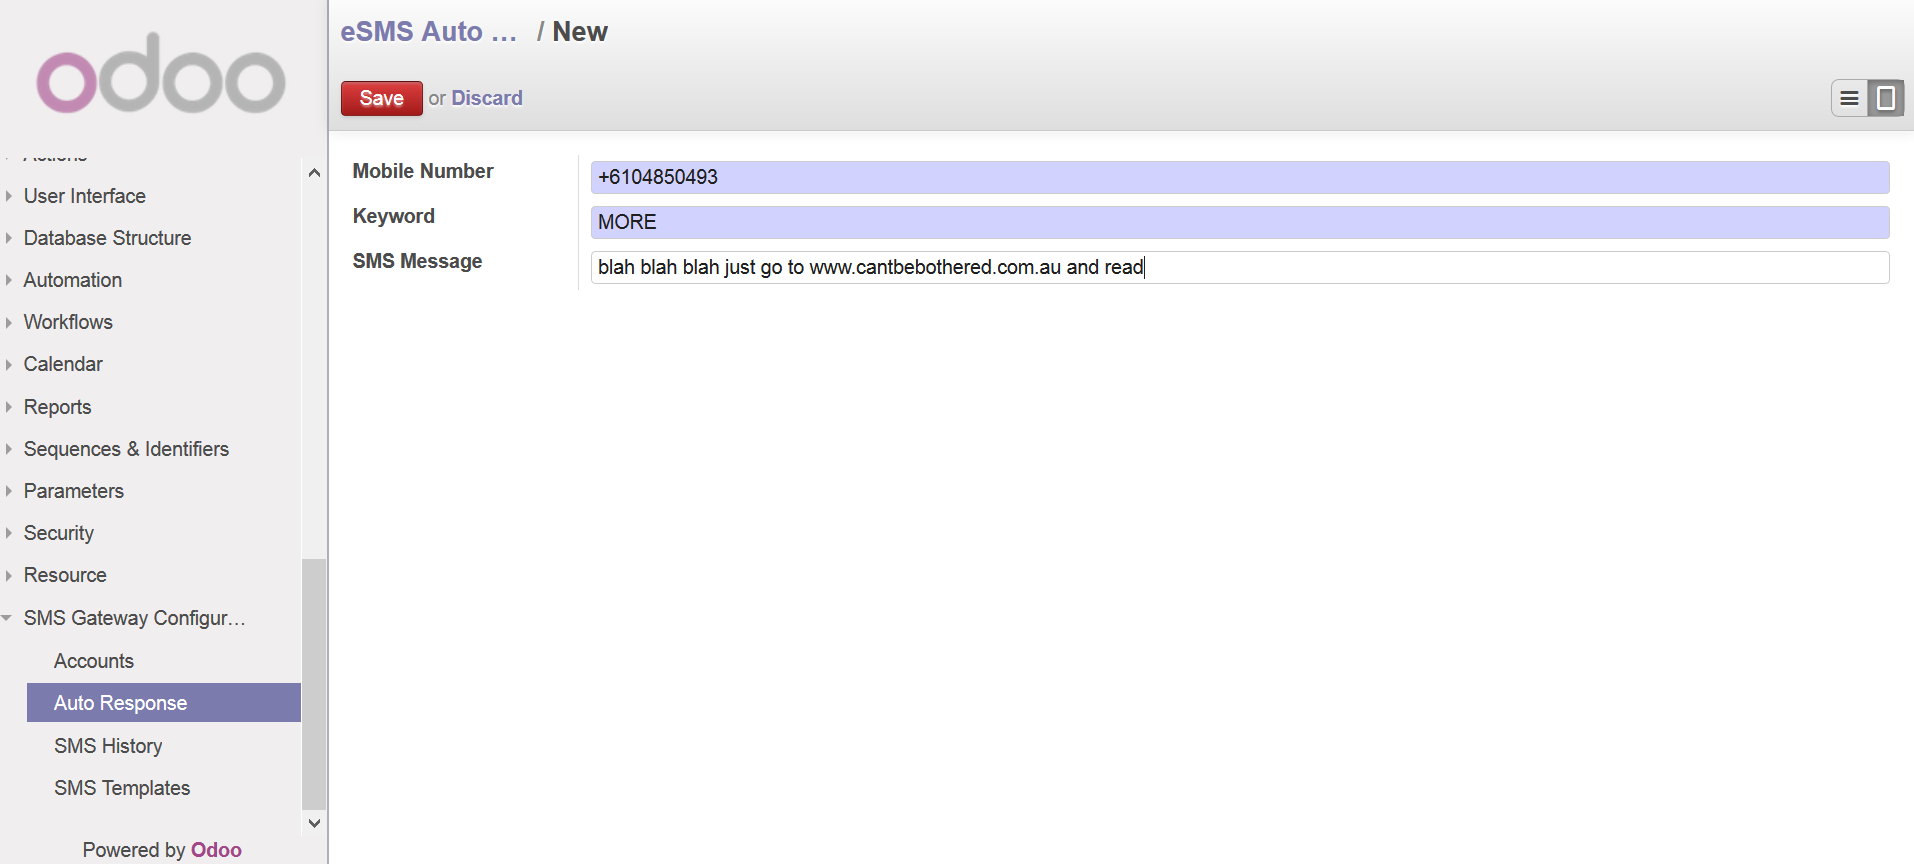 odoo
eSMS Auto ... / New
Save or Discard
Actions
User Interface
Database Structure
Automation
Workflows
Calendar
Reports
Sequences & Identifiers
Parameters
Security
Resource
SMS Gateway Configur...
Accounts
Auto Response
SMS History
SMS Templates
Powered by Odoo
Mobile Number +6104850493
Keyword MORE
SMS Message blah blah blah just go to www.cantbebothered.com.au and read